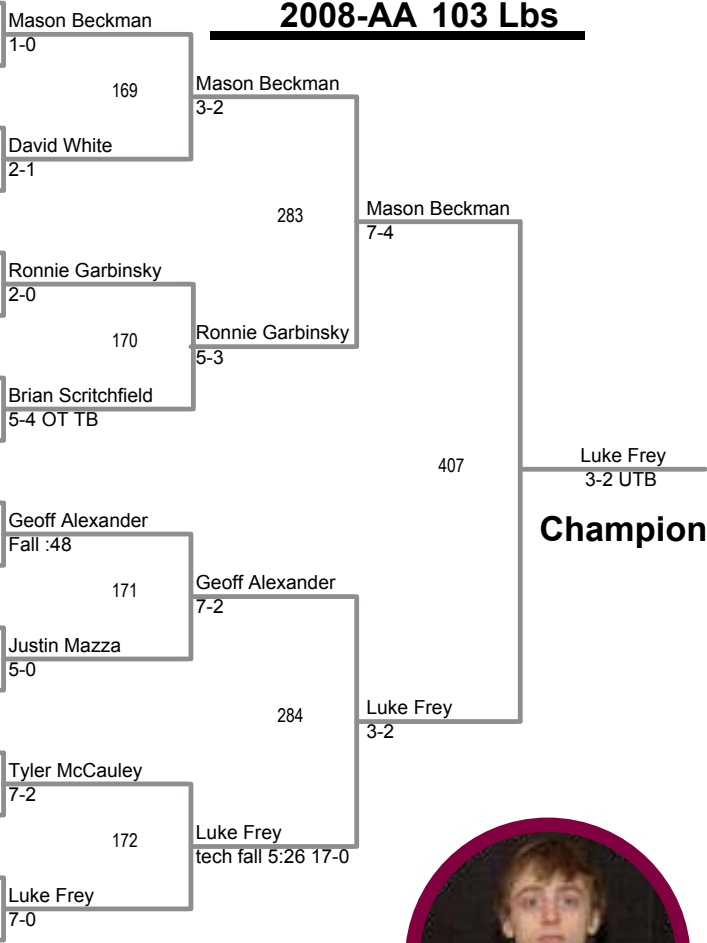 2008-AA 103 Lbs
Mason Beckman
1-0
169
Mason Beckman
3-2
David White
2-1
283
Mason Beckman
7-4
Ronnie Garbinsky
2-0
170
Ronnie Garbinsky
5-3
Brian Scritchfield
5-4 OT TB
407
Luke Frey
3-2 UTB
Champion
Geoff Alexander
Fall :48
171
Geoff Alexander
7-2
Justin Mazza
5-0
284
Luke Frey
3-2
Tyler McCauley
7-2
172
Luke Frey
tech fall 5:26 17-0
Luke Frey
7-0